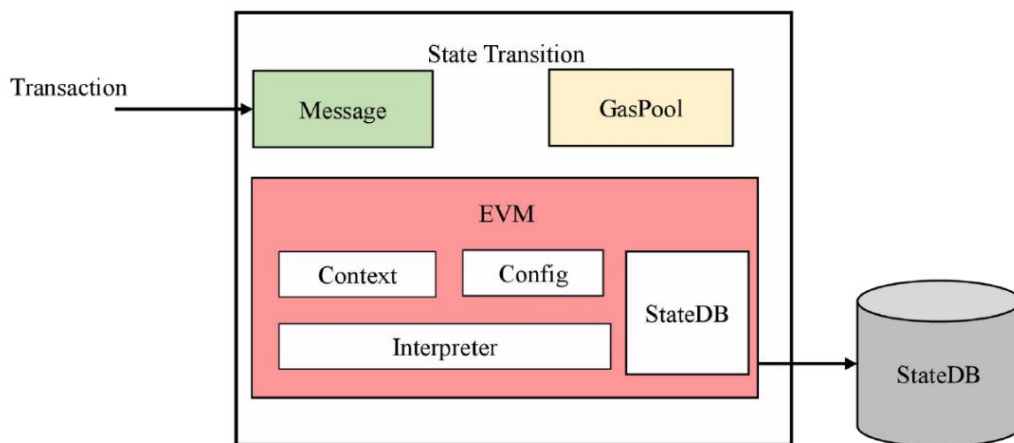 State Transition
Transaction
Message
GasPool
EVM
Context
Config
StateDB
Interpreter
StateDB